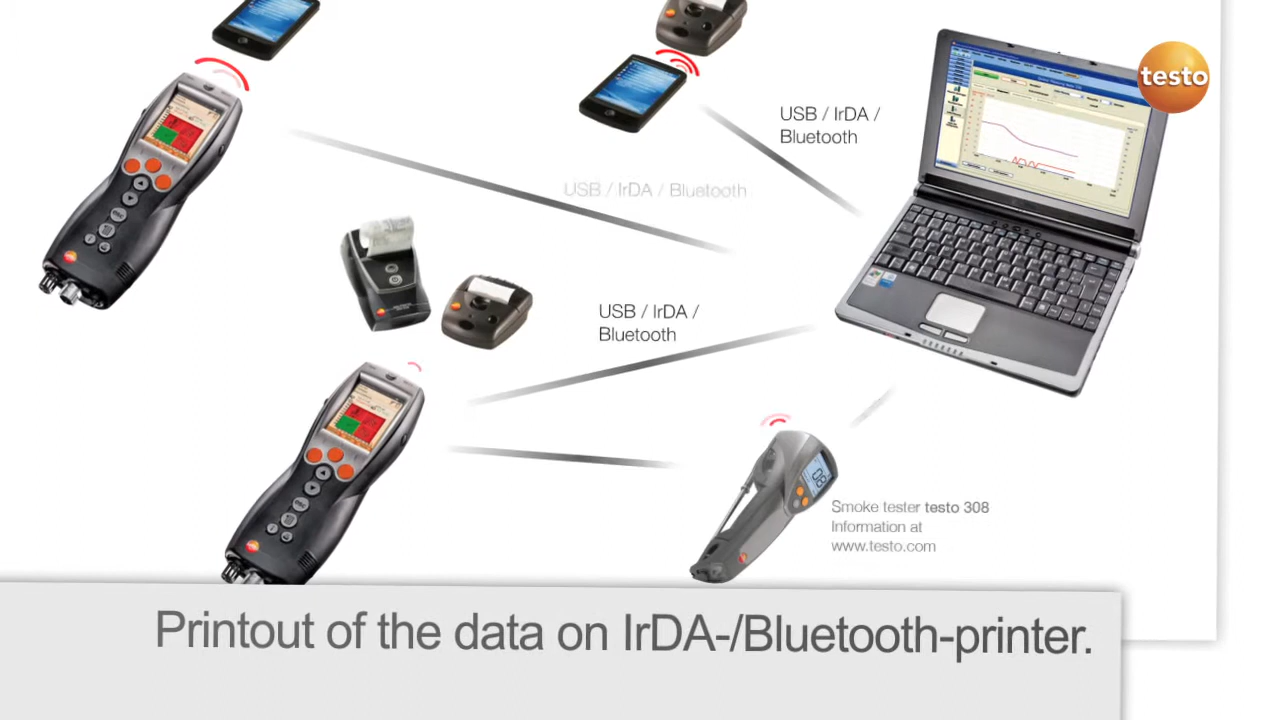 testo
USB / IrDA /
Bluetooth
USB / IrDA / Bluetooth
USB / IrDA /
Bluetooth
Smoke tester testo 308
Information at
www.testo.com
Printout of the data on IrDA-/Bluetooth-printer.